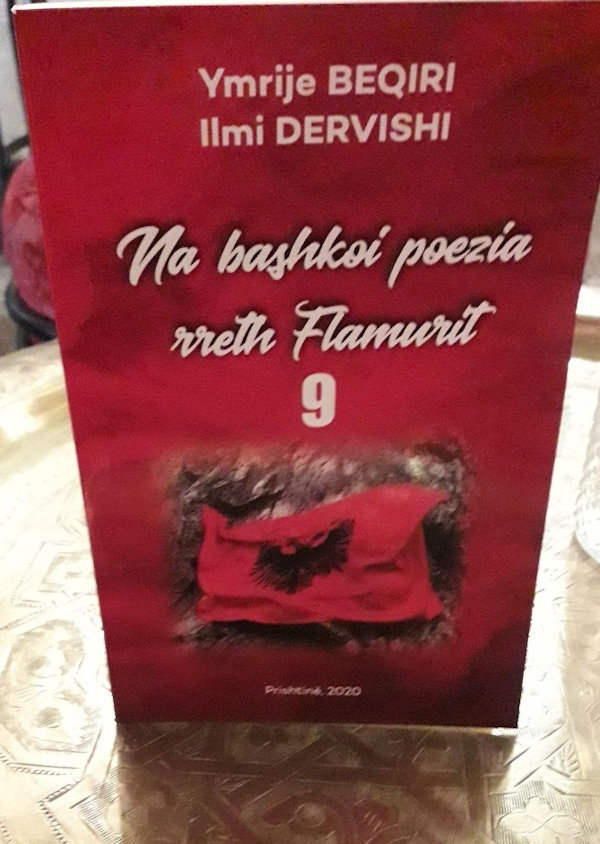 Ymrije BEQIRI
Ilmi DERVISHI
Na bashkoi poezia
rreth Flamurit
9
Prishtinë, 2020